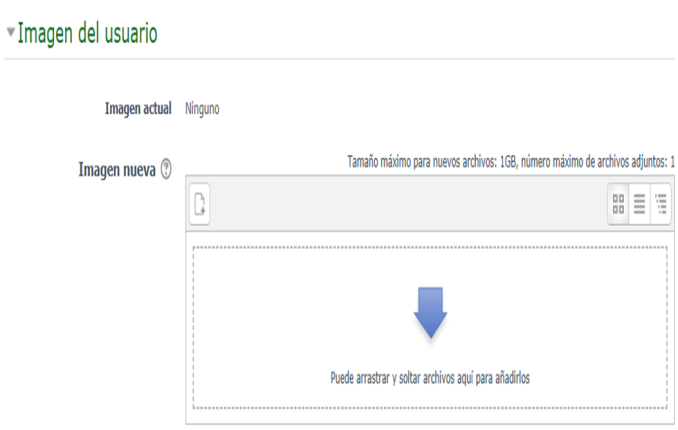 Imagen del usuario
Imagen actual Ninguno
Imagen nueva
Tamaño máximo para nuevos archivos: 1GB, número máximo de archivos adjuntos: 1
Puede arrastrar y soltar archivos aquí para añadirlos